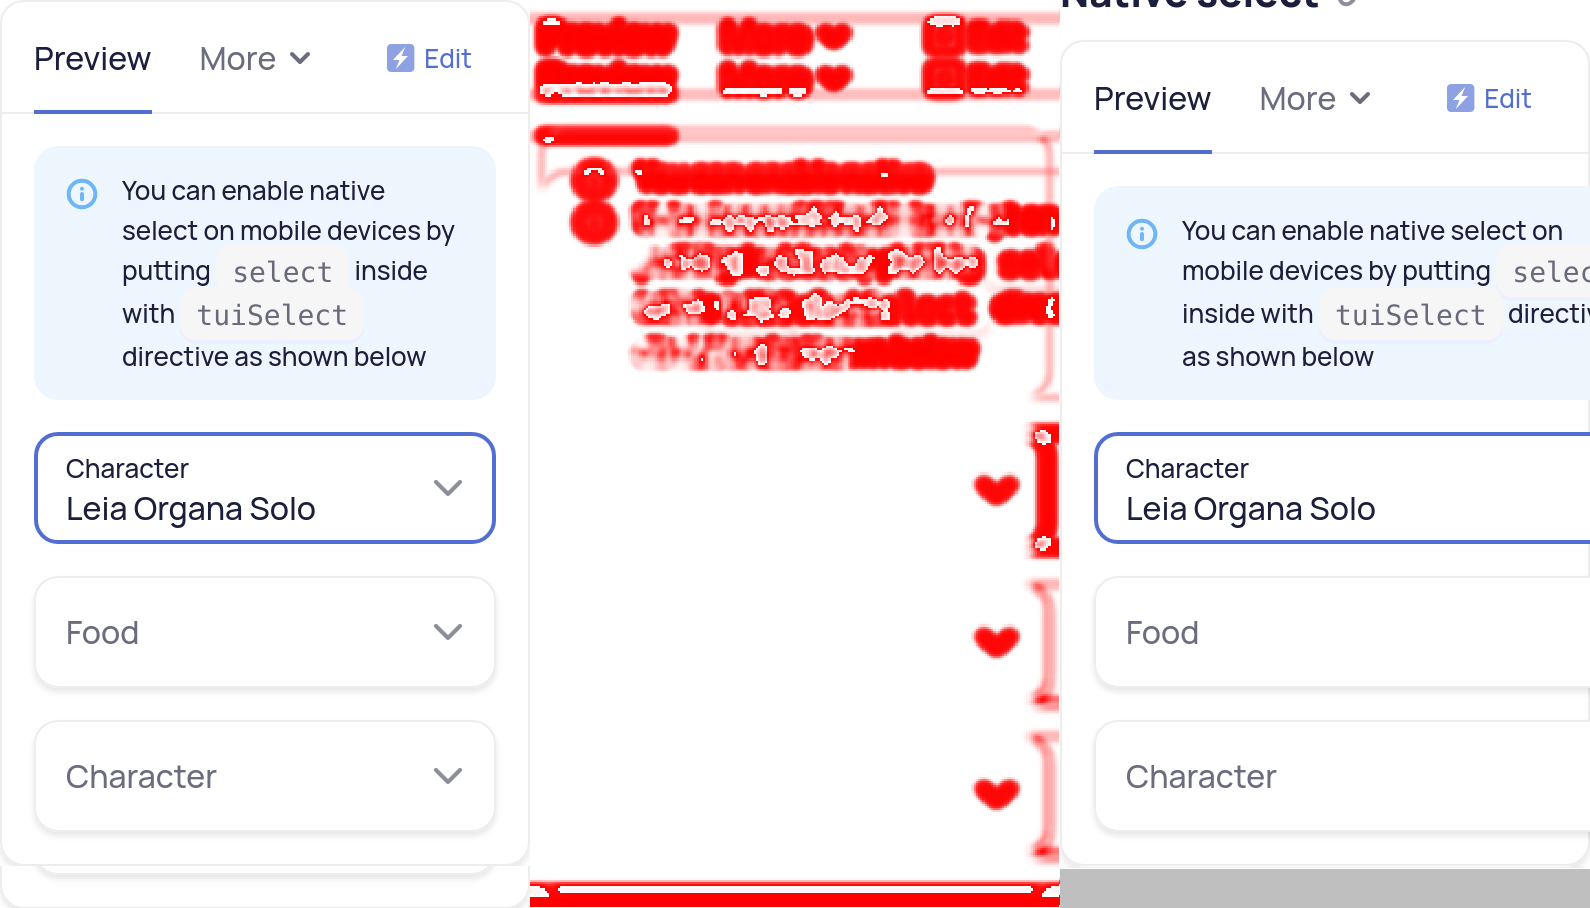 Preview More Edit
You can enable native
select on mobile devices by
putting select inside
with tuiSelect
directive as shown below
Character
Leia Organa Solo
Food
Character
Native select
Preview More Edit
You can enable native select on
mobile devices by putting selec
inside with tuiSelect directiv
as shown below
Character
Leia Organa Solo
Food
Character